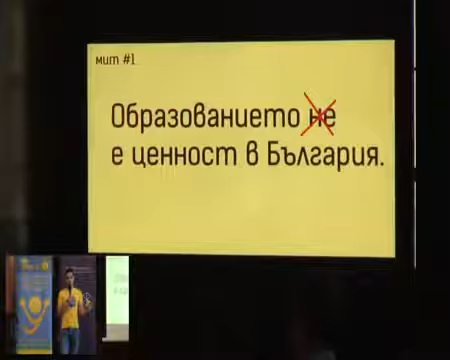 мит #1
Образованието не
е ценност в България.